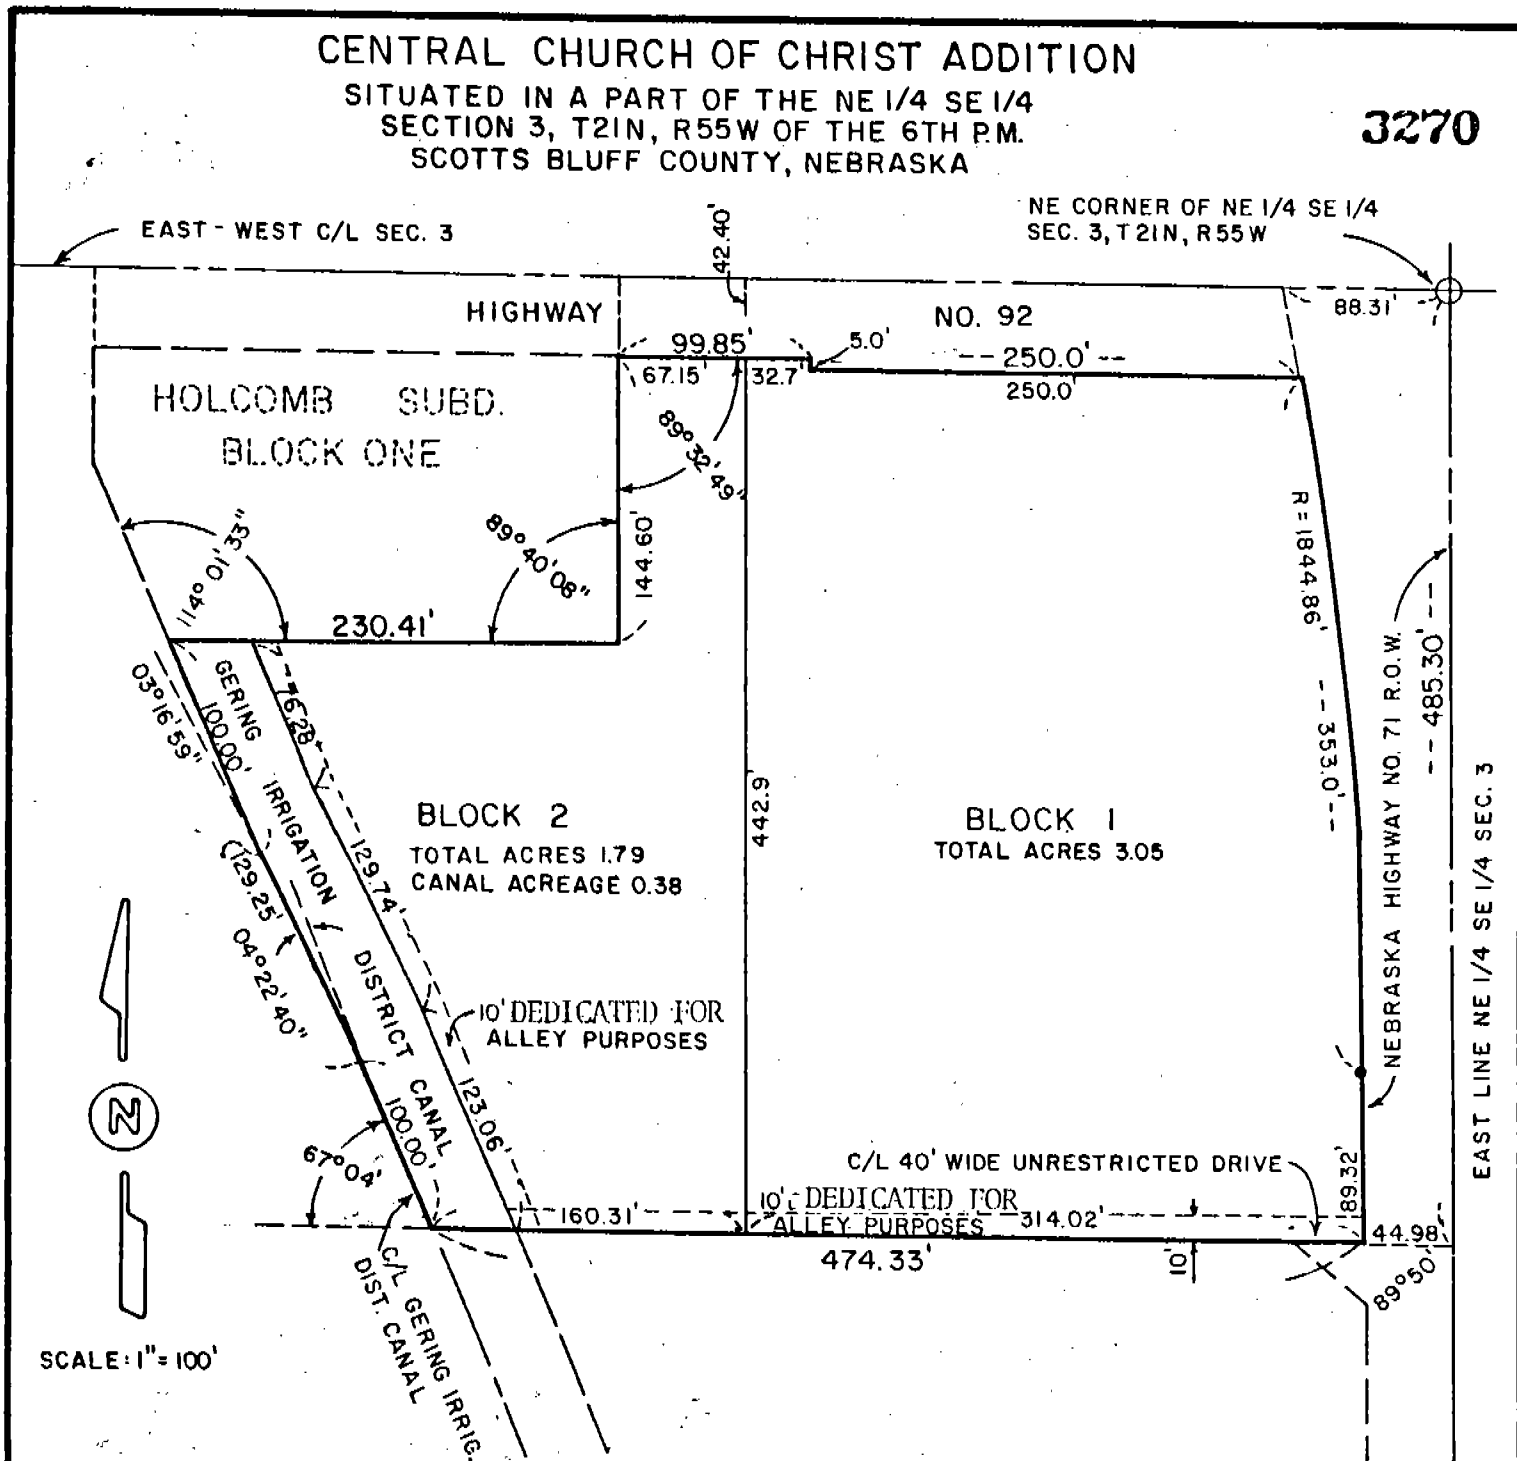 CENTRAL CHURCH OF CHRIST ADDITION
SITUATED IN A PART OF THE NE 1/4 SE 1/4
SECTION 3, T21N, R55W OF THE 6TH P.M.
SCOTTS BLUFF COUNTY, NEBRASKA
3270
EAST - WEST C/L SEC. 3
42.40'
NE CORNER OF NE 1/4 SE 1/4
SEC. 3, T21N, R55W
88.31'
HIGHWAY
NO. 92
99.85'
5.0'
250.0'
67.15'
32.7'
250.0'
HOLCOMB SUBD.
BLOCK ONE
89°32'49"
114°01'33"
89°40'08"
144.60'
230.41'
R=1844.86'
353.0'
NEBRASKA HIGHWAY NO. 71 R.O.W.
485.30'
EAST LINE NE 1/4 SE 1/4 SEC. 3
03°16'59"
100.00'
76.28'
GERING IRRIGATION DISTRICT CANAL
442.9
BLOCK 2
TOTAL ACRES 1.79
CANAL ACREAGE 0.38
BLOCK 1
TOTAL ACRES 3.05
129.25'
129.74'
04°22'40"
10' DEDICATED FOR
ALLEY PURPOSES
123.06'
100.00'
67°04'
N
C/L 40' WIDE UNRESTRICTED DRIVE
89.32'
10' DEDICATED FOR
ALLEY PURPOSES
160.31'
314.02'
474.33'
10'
44.98'
89°50'
C/L GERING IRRIG.
DIST. CANAL
SCALE: 1"=100'